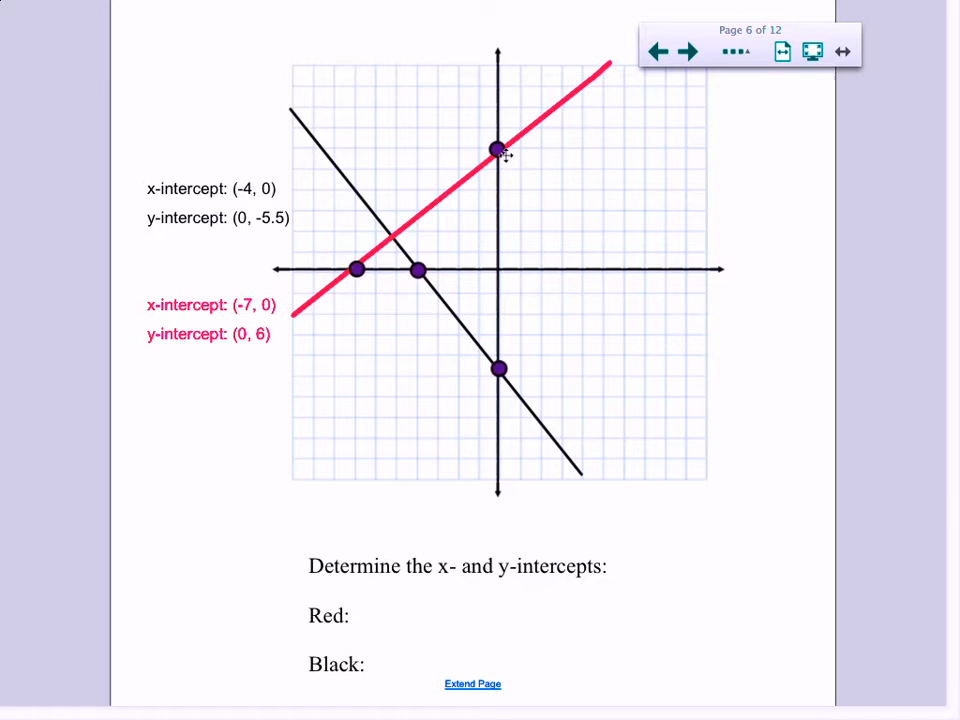 Page 6 of 12
x-intercept: (-4, 0)
y-intercept: (0, -5.5)
x-intercept: (-7, 0)
y-intercept: (0, 6)
Determine the x- and y-intercepts:
Red:
Black:
Extend Page